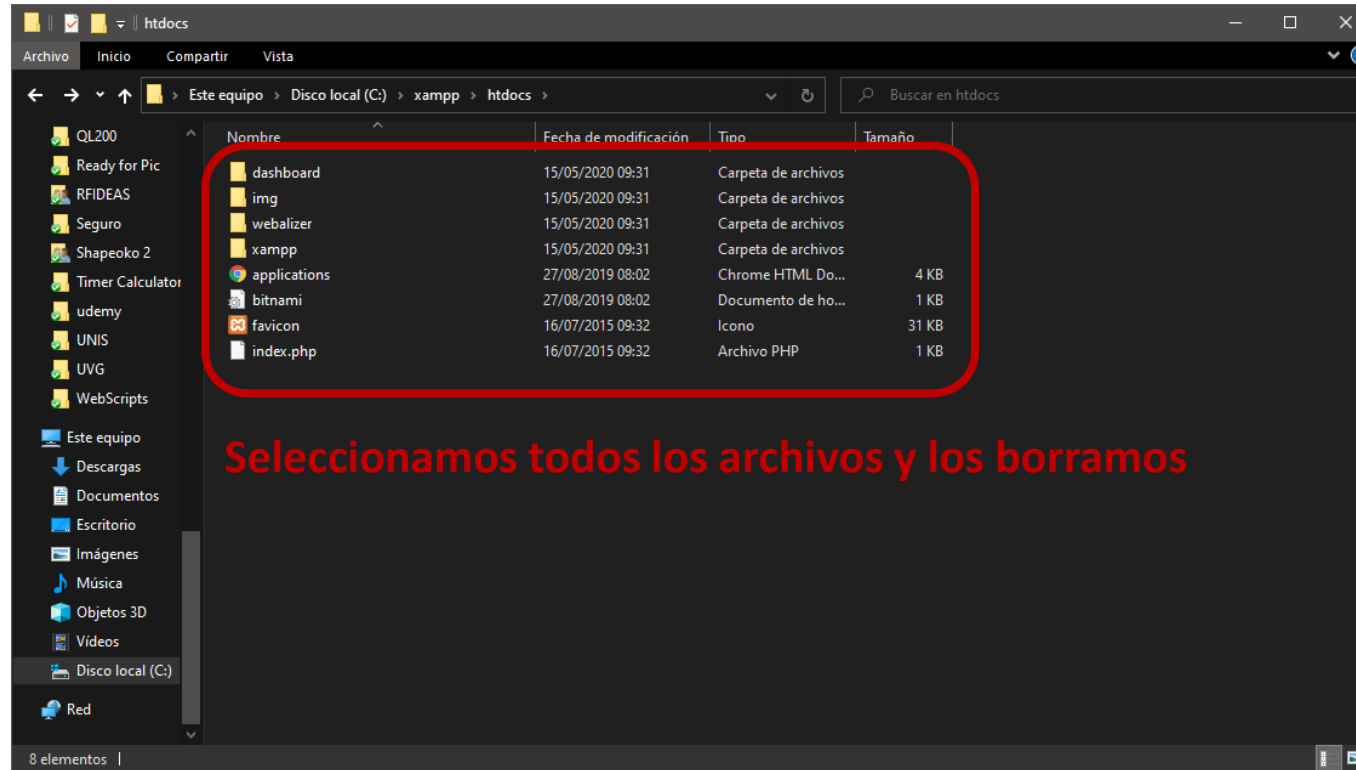 htdocs
Archivo Inicio Compartir Vista
Este equipo > Disco local (C:) > xampp > htdocs >
Buscar en htdocs
Nombre Fecha de modificación Tipo Tamaño
QL200
Ready for Pic
RFIDEAS
Seguro
Shapeoko 2
Timer Calculator
udemy
UNIS
UVG
WebScripts
Este equipo
Descargas
Documentos
Escritorio
Imágenes
Música
Objetos 3D
Vídeos
Disco local (C:)
Red
dashboard 15/05/2020 09:31 Carpeta de archivos
img 15/05/2020 09:31 Carpeta de archivos
webalizer 15/05/2020 09:31 Carpeta de archivos
xampp 15/05/2020 09:31 Carpeta de archivos
applications 27/08/2019 08:02 Chrome HTML Do... 4 KB
bitnami 27/08/2019 08:02 Documento de ho... 1 KB
favicon 16/07/2015 09:32 Icono 31 KB
index.php 16/07/2015 09:32 Archivo PHP 1 KB
Seleccionamos todos los archivos y los borramos
8 elementos